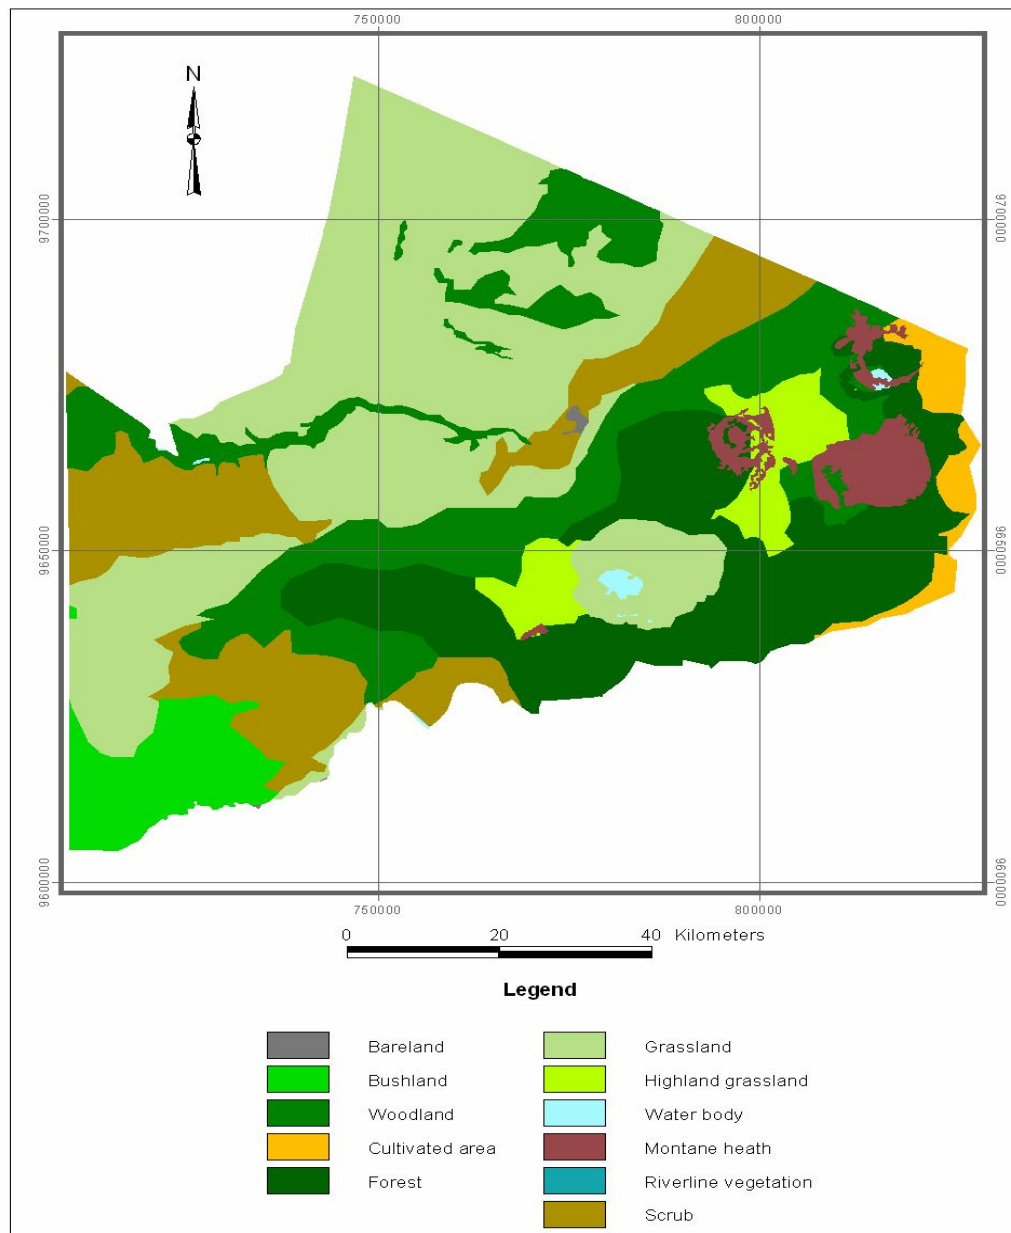 750000 800000
N
9700000 9700000
9650000 9650000
9600000 9600000
750000 800000
0 20 40 Kilometers
Legend
Bareland Grassland
Bushland Highland grassland
Woodland Water body
Cultivated area Montane heath
Forest Riverline vegetation
Scrub